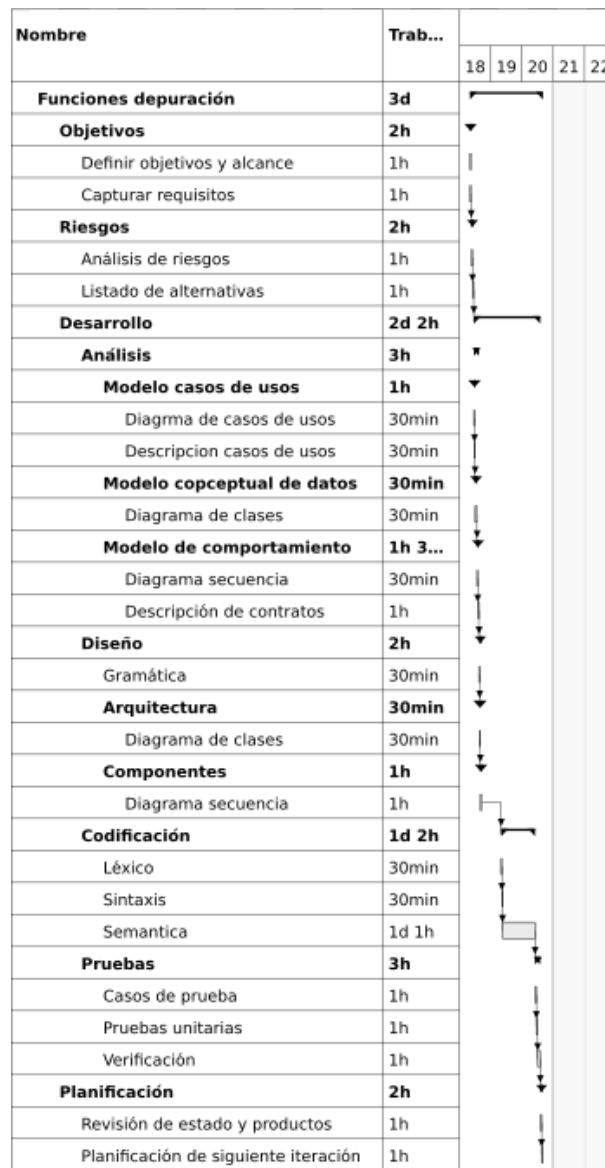 Nombre Trab...
18 19 20 21 22
Funciones depuración 3d
Objetivos 2h
Definir objetivos y alcance 1h
Capturar requisitos 1h
Riesgos 2h
Análisis de riesgos 1h
Listado de alternativas 1h
Desarrollo 2d 2h
Análisis 3h
Modelo casos de usos 1h
Diagrma de casos de usos 30min
Descripcion casos de usos 30min
Modelo copceptual de datos 30min
Diagrama de clases 30min
Modelo de comportamiento 1h 3...
Diagrama secuencia 30min
Descripción de contratos 1h
Diseño 2h
Gramática 30min
Arquitectura 30min
Diagrama de clases 30min
Componentes 1h
Diagrama secuencia 1h
Codificación 1d 2h
Léxico 30min
Sintaxis 30min
Semantica 1d 1h
Pruebas 3h
Casos de prueba 1h
Pruebas unitarias 1h
Verificación 1h
Planificación 2h
Revisión de estado y productos 1h
Planificación de siguiente iteración 1h